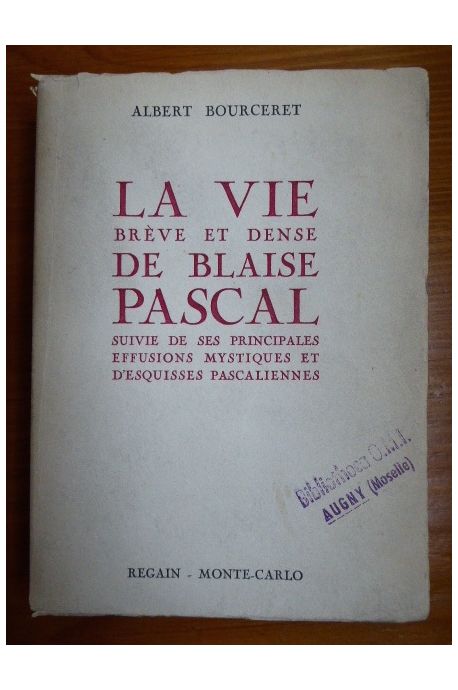 ALBERT BOURCERET
LA VIE
BRÈVE ET DENSE
DE BLAISE
PASCAL
SUIVIE DE SES PRINCIPALES
EFFUSIONS MYSTIQUES ET
D'ESQUISSES PASCALIENNES
Bibliotheca
AUGNY (Moselle)
REGAIN - MONTE-CARLO